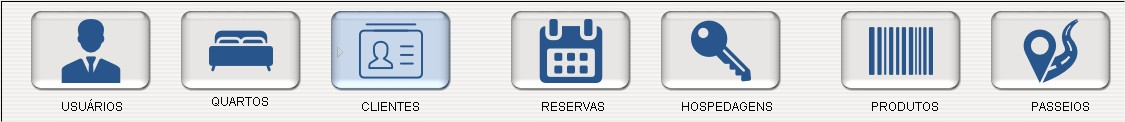 USUÁRIOS
QUARTOS
CLIENTES
RESERVAS
HOSPEDAGENS
PRODUTOS
PASSEIOS